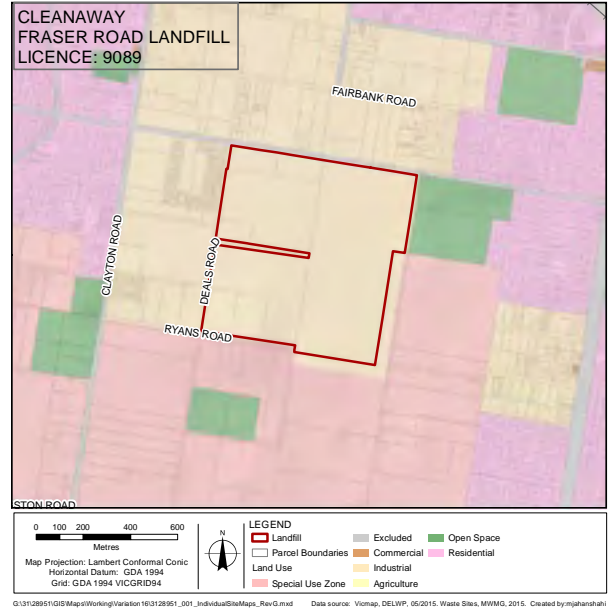 CLEANAWAY
FRASER ROAD LANDFILL
LICENCE: 9089
FAIRBANK ROAD
CLAYTON ROAD
DEALS ROAD
RYANS ROAD
STON ROAD
0 100 200 400 600
Metres
Map Projection: Lambert Conformal Conic
Horizontal Datum: GDA 1994
Grid: GDA 1994 VICGRID94
N
LEGEND
Landfill
Parcel Boundaries
Land Use
Special Use Zone
Excluded
Commercial
Industrial
Agriculture
Open Space
Residential
G:\31\28951\GIS\Maps\Working\Variation16\3128951_001_IndividualSiteMaps_RevG.mxd
Data source: Vicmap, DELWP, 05/2015. Waste Sites, MWMG, 2015. Created by:mjahanshahi